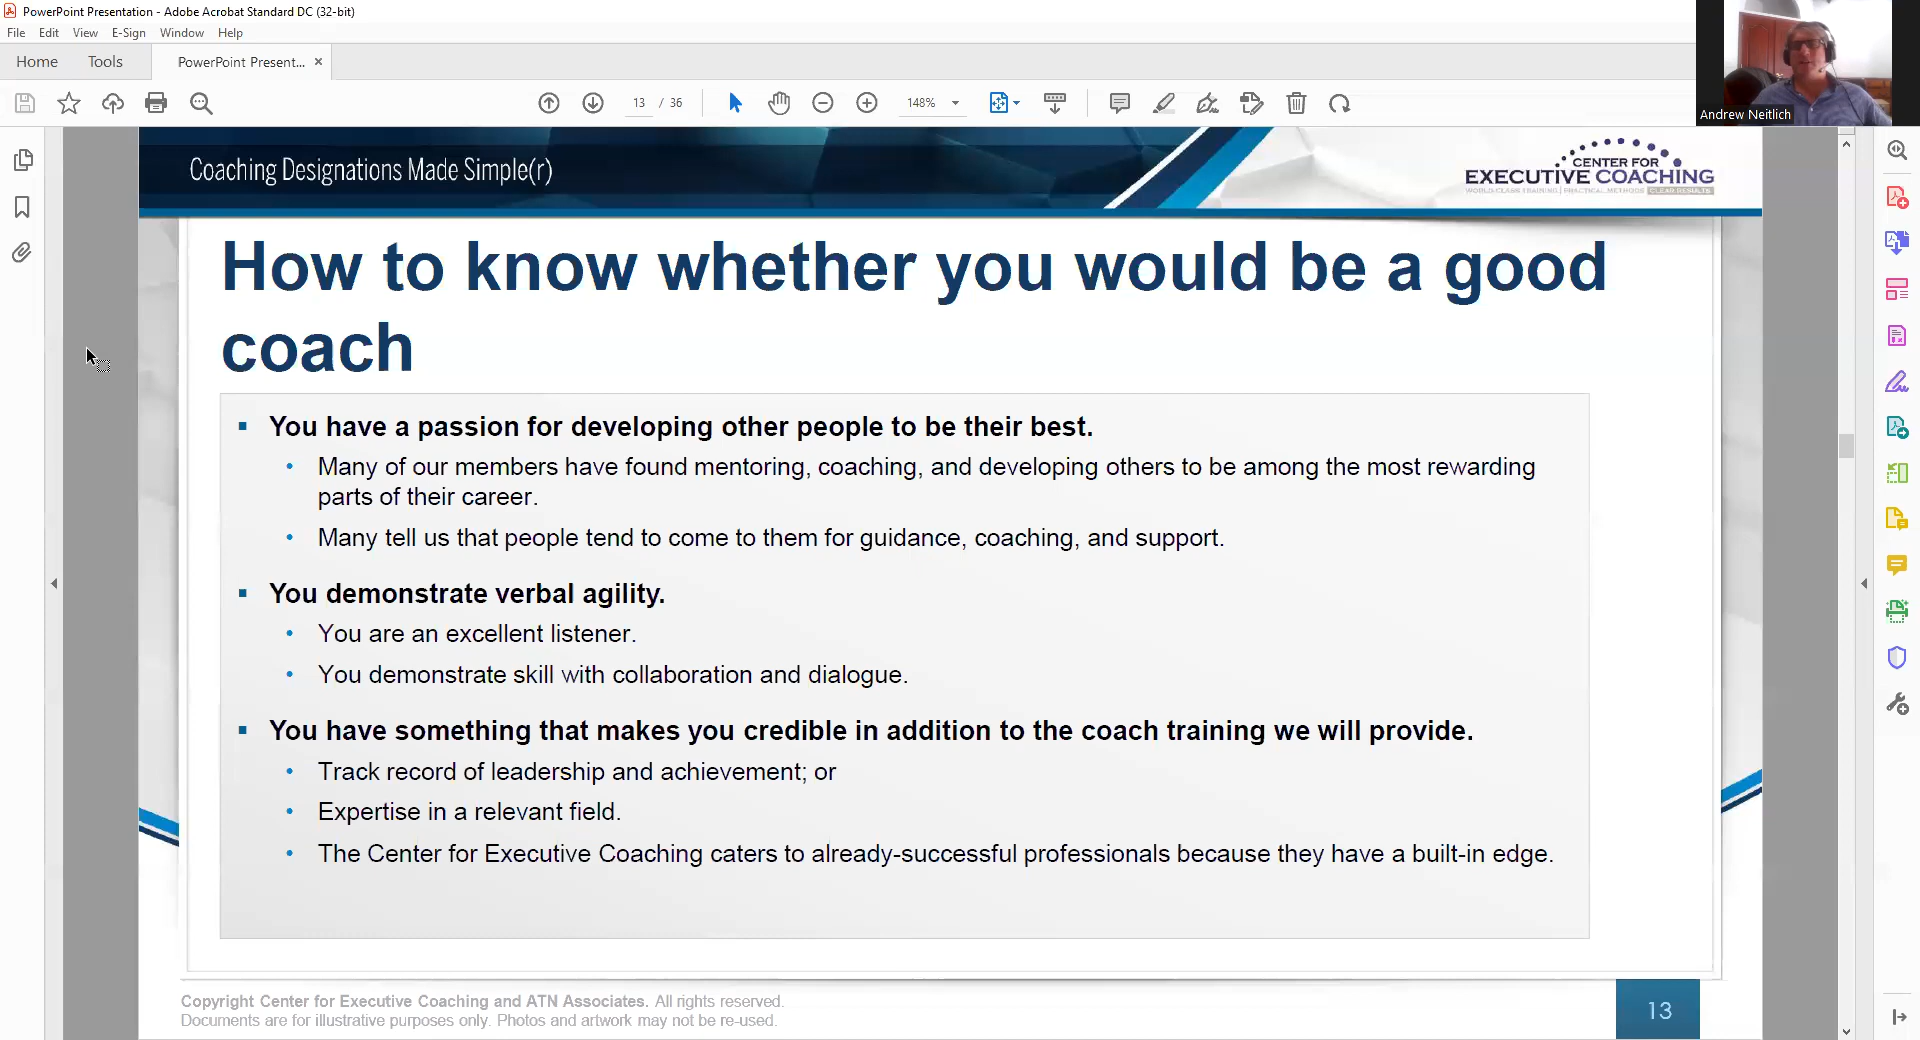 PowerPoint Presentation - Adobe Acrobat Standard DC (32-bit)
File Edit View E-Sign Window Help
Home Tools PowerPoint Present... ×
13 / 36 148%
Andrew Neitlich
Coaching Designations Made Simple(r)
CENTER FOR
EXECUTIVE COACHING
WORLD-CLASS TRAINING | PRACTICAL METHODS | CLEAR RESULTS
How to know whether you would be a good
coach
▪ You have a passion for developing other people to be their best.
• Many of our members have found mentoring, coaching, and developing others to be among the most rewarding
parts of their career.
• Many tell us that people tend to come to them for guidance, coaching, and support.
▪ You demonstrate verbal agility.
• You are an excellent listener.
• You demonstrate skill with collaboration and dialogue.
▪ You have something that makes you credible in addition to the coach training we will provide.
• Track record of leadership and achievement; or
• Expertise in a relevant field.
• The Center for Executive Coaching caters to already-successful professionals because they have a built-in edge.
Copyright Center for Executive Coaching and ATN Associates. All rights reserved.
Documents are for illustrative purposes only. Photos and artwork may not be re-used.
13